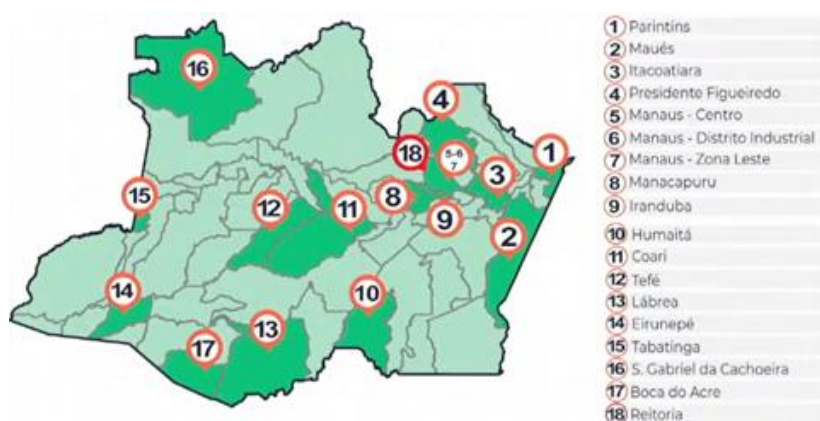 16
4
18
5-6
7
1
3
15
12
11
8
9
2
14
10
13
17
1 Parintins
2 Maués
3 Itacoatiara
4 Presidente Figueiredo
5 Manaus - Centro
6 Manaus - Distrito Industrial
7 Manaus - Zona Leste
8 Manacapuru
9 Iranduba
10 Humaitá
11 Coari
12 Tefé
13 Lábrea
14 Eirunepé
15 Tabatinga
16 S. Gabriel da Cachoeira
17 Boca do Acre
18 Reitoria